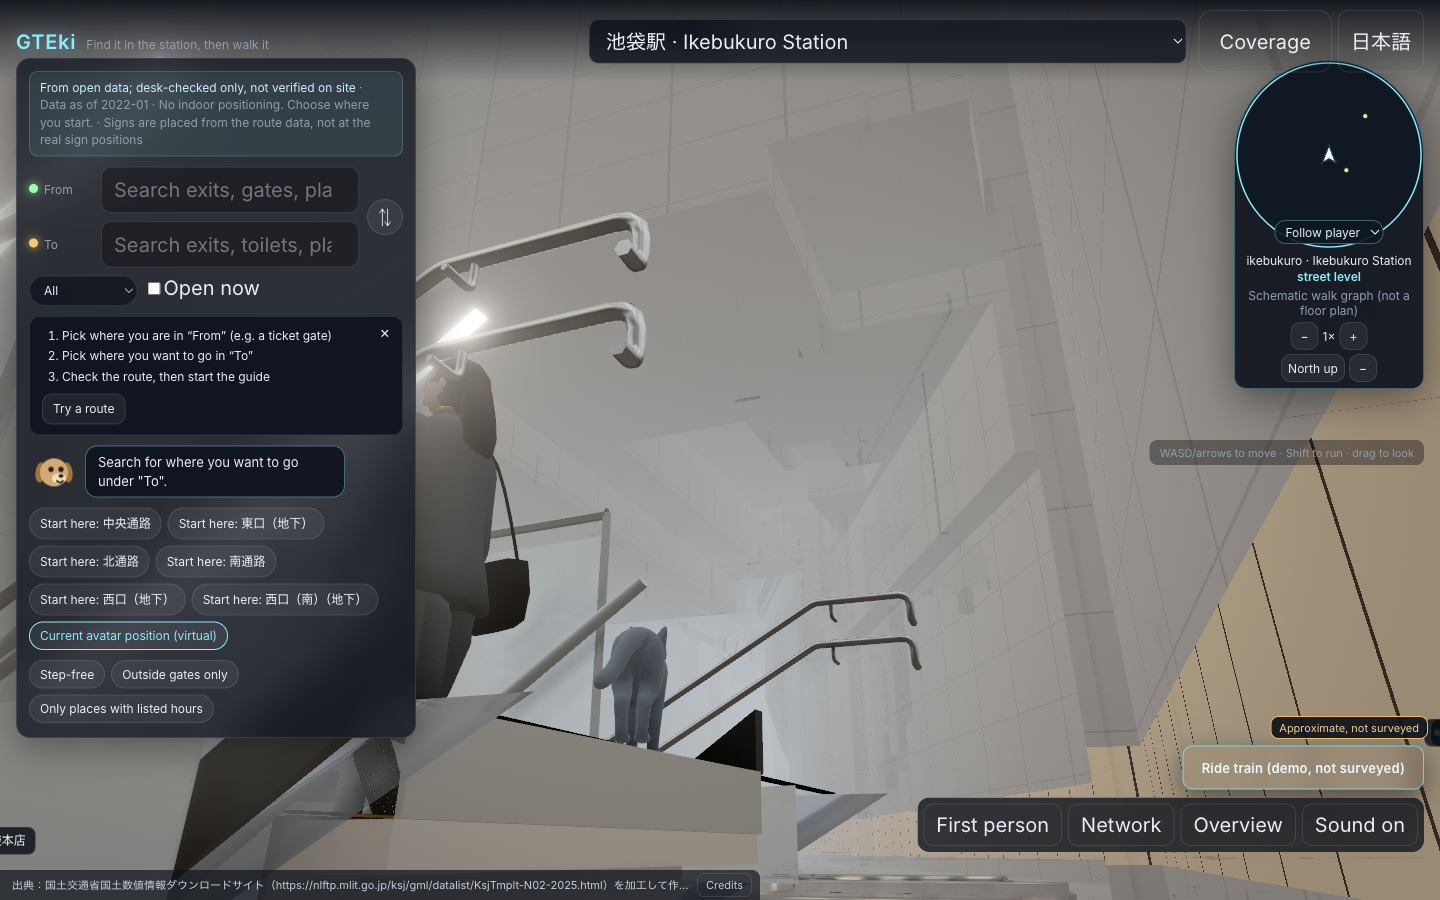 GTEki Find it in the station, then walk it
池袋駅 · Ikebukuro Station
Coverage
日本語
From open data; desk-checked only, not verified on site ·
Data as of 2022-01 · No indoor positioning. Choose where
you start. · Signs are placed from the route data, not at the
real sign positions
From
Search exits, gates, pla
To
Search exits, toilets, pla
All
Open now
1. Pick where you are in “From” (e.g. a ticket gate)
2. Pick where you want to go in “To”
3. Check the route, then start the guide
Try a route
Search for where you want to go
under "To".
Start here: 中央通路
Start here: 東口（地下）
Start here: 北通路
Start here: 南通路
Start here: 西口（地下）
Start here: 西口（南）（地下）
Current avatar position (virtual)
Step-free
Outside gates only
Only places with listed hours
Follow player
ikebukuro · Ikebukuro Station
street level
Schematic walk graph (not a
floor plan)
− 1× +
North up −
WASD/arrows to move · Shift to run · drag to look
Approximate, not surveyed
Ride train (demo, not surveyed)
First person
Network
Overview
Sound on
本店
出典：国土交通省国土数値情報ダウンロードサイト（https://nlftp.mlit.go.jp/ksj/gml/datalist/KsjTmplt-N02-2025.html）を加工して作...
Credits